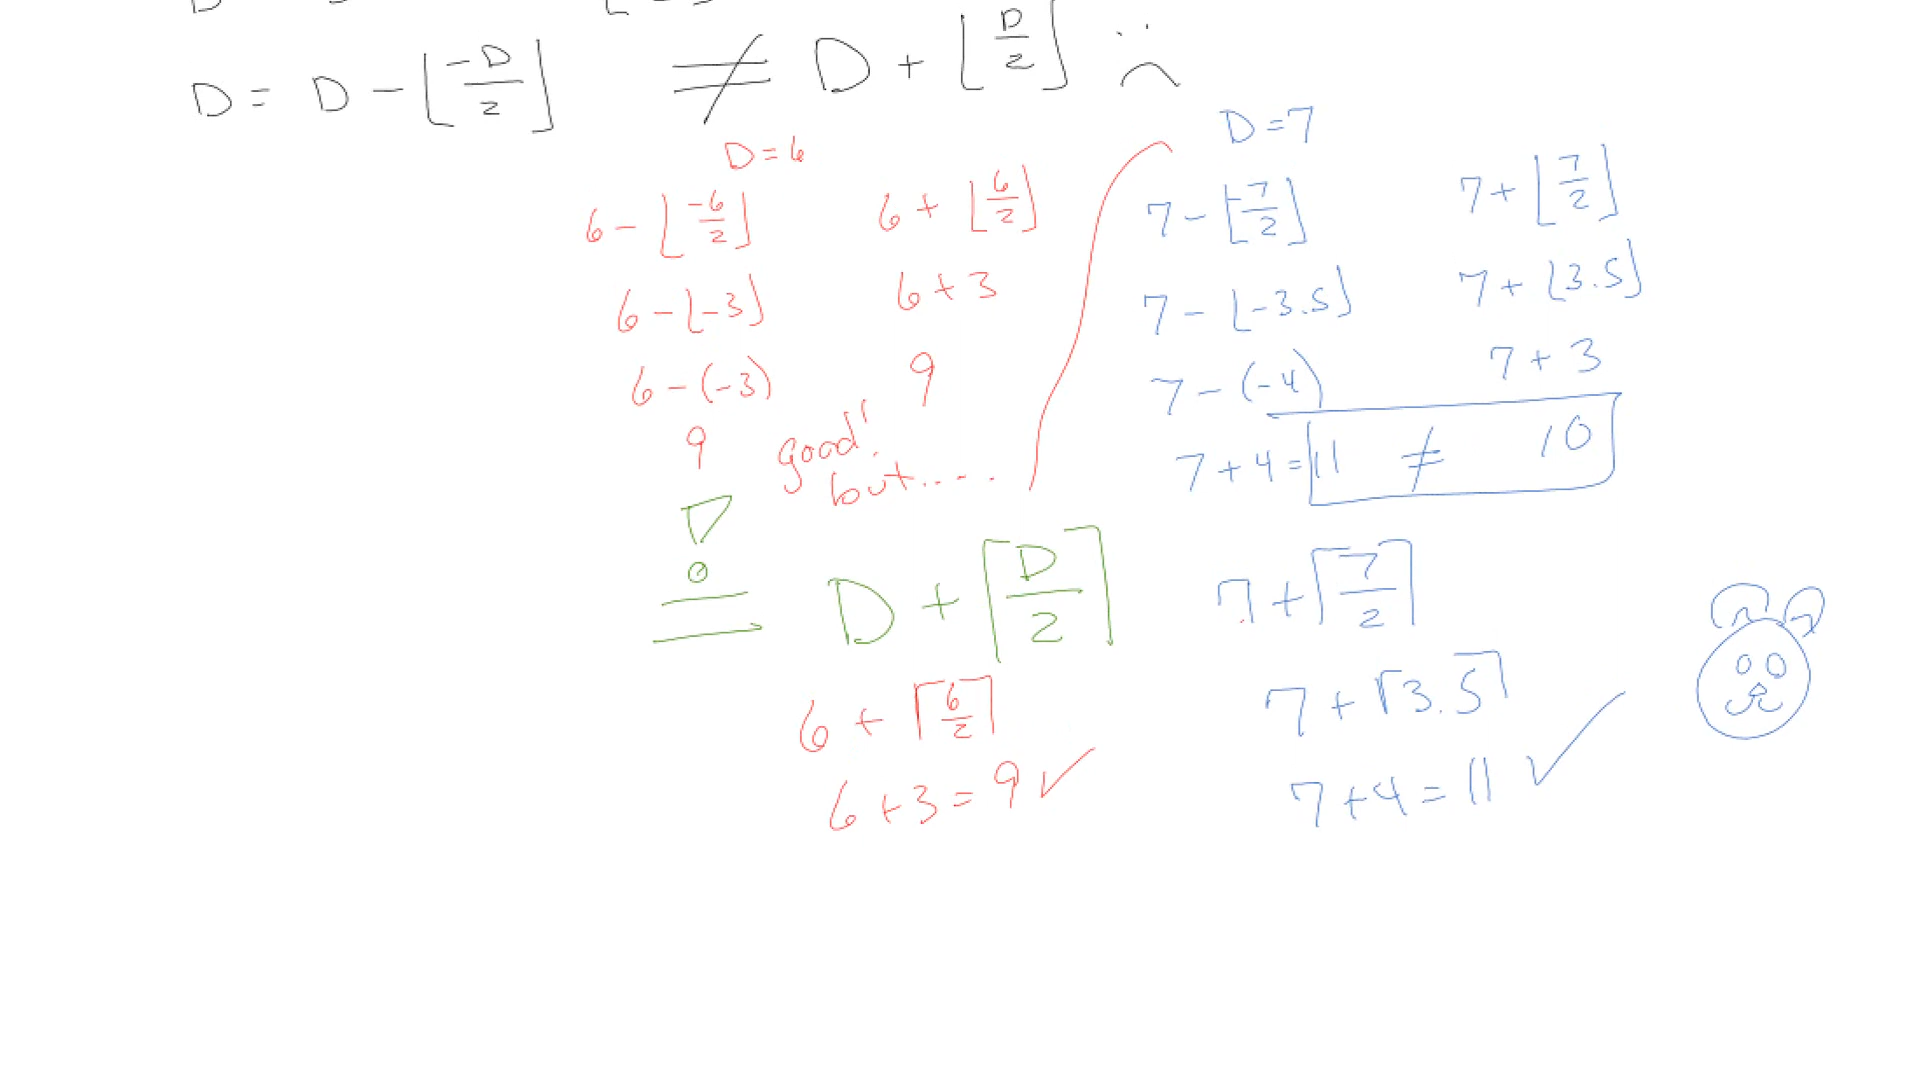 D = D - ⌊-D/2⌋ ≠ D + ⌊D/2⌋ :(
D=6
6 - ⌊-6/2⌋ 6 + ⌊6/2⌋
6 - ⌊-3⌋ 6+3
6 - (-3) 9
9 good!
but.....
D=7
7 - ⌊-7/2⌋ 7 + ⌊7/2⌋
7 - ⌊-3.5⌋ 7 + ⌊3.5⌋
7 - (-4) 7 + 3
7 + 4 = 11 ≠ 10
= D + ⌈D/2⌉
6 + ⌈6/2⌉
6 + 3 = 9 ✓
7 + ⌈7/2⌉
7 + ⌈3.5⌉
7 + 4 = 11 ✓